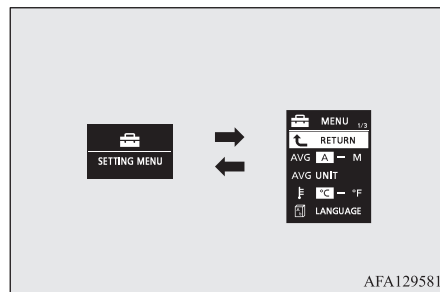 SETTING MENU
MENU 1/3
RETURN
AVG A – M
AVG UNIT
°C – °F
LANGUAGE
AFA129581